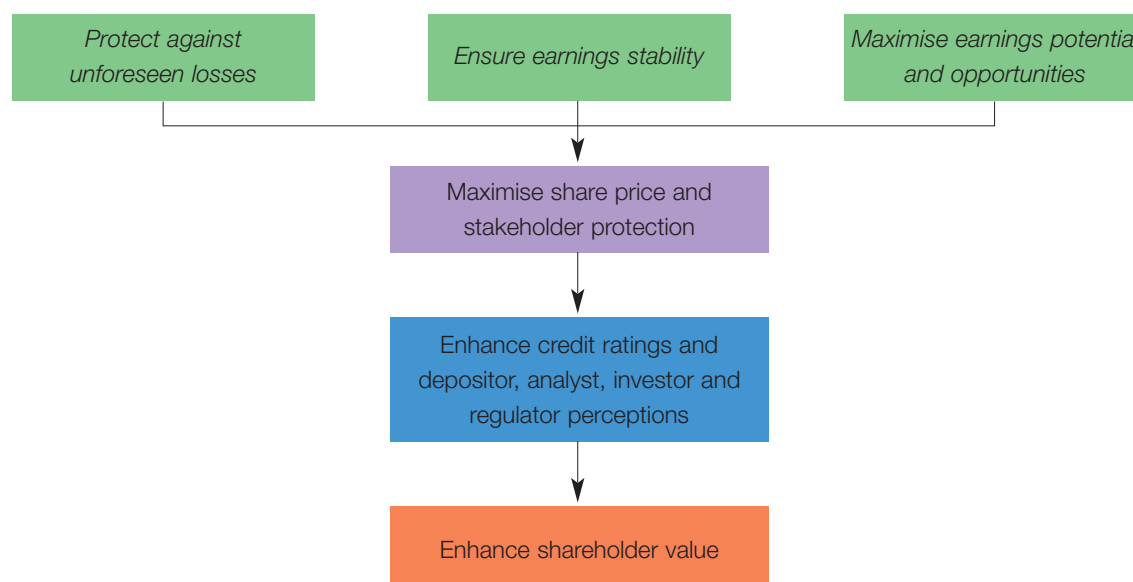 Protect against
unforeseen losses
Ensure earnings stability
Maximise earnings potentia
and opportunities
Maximise share price and
stakeholder protection
Enhance credit ratings and
depositor, analyst, investor and
regulator perceptions
Enhance shareholder value